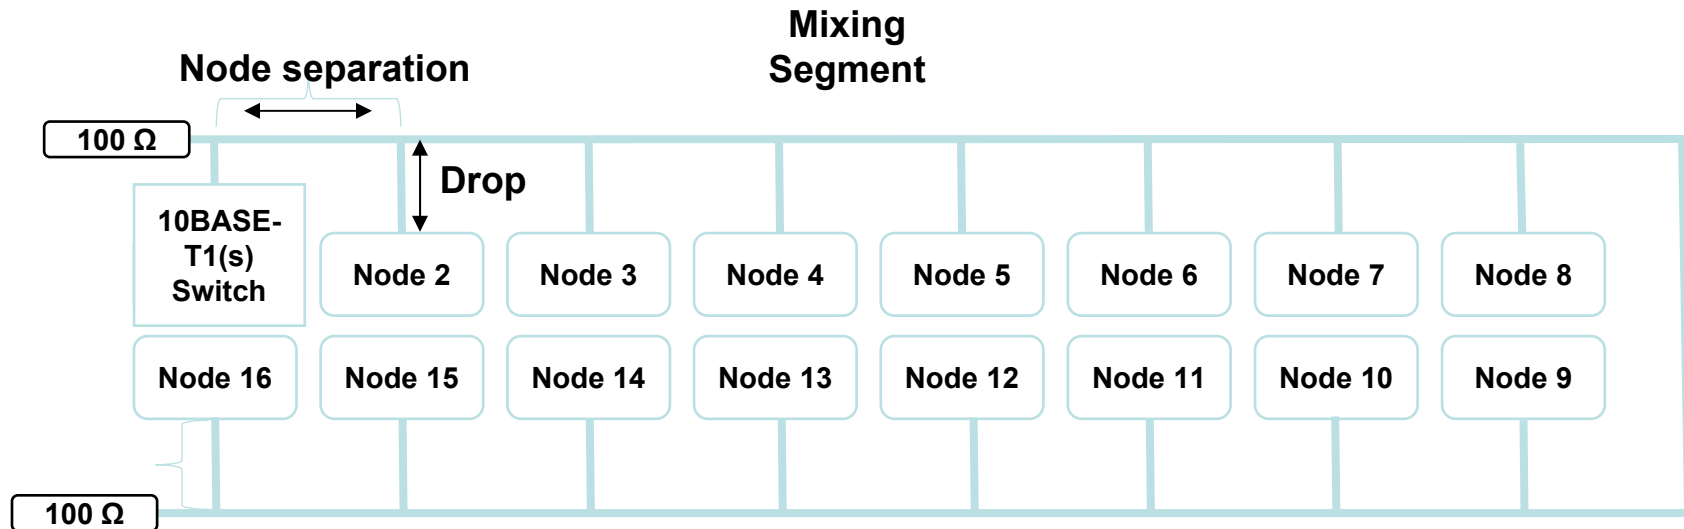 Mixing
Segment
Node separation
100 Ω
Drop
10BASE-
T1(s)
Switch
Node 2
Node 3
Node 4
Node 5
Node 6
Node 7
Node 8
Node 16
Node 15
Node 14
Node 13
Node 12
Node 11
Node 10
Node 9
100 Ω